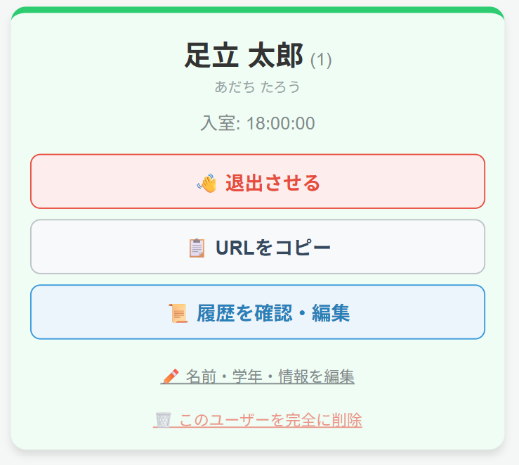 足立 太郎 (1)
あだち たろう
入室: 18:00:00
👋 退出させる
📋 URLをコピー
📜 履歴を確認・編集
✏️ 名前・学年・情報を編集
🗑️ このユーザーを完全に削除